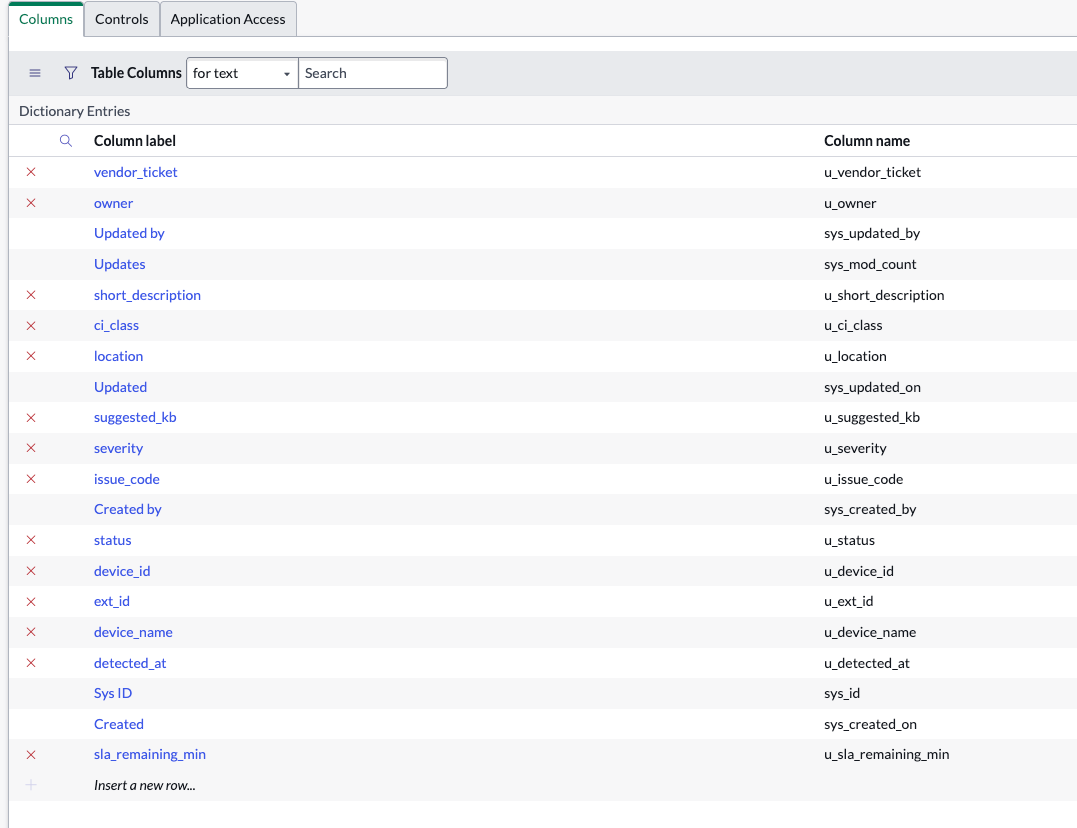 Columns Controls Application Access
Table Columns for text Search
Dictionary Entries
Column label Column name
vendor_ticket u_vendor_ticket
owner u_owner
Updated by sys_updated_by
Updates sys_mod_count
short_description u_short_description
ci_class u_ci_class
location u_location
Updated sys_updated_on
suggested_kb u_suggested_kb
severity u_severity
issue_code u_issue_code
Created by sys_created_by
status u_status
device_id u_device_id
ext_id u_ext_id
device_name u_device_name
detected_at u_detected_at
Sys ID sys_id
Created sys_created_on
sla_remaining_min u_sla_remaining_min
Insert a new row...